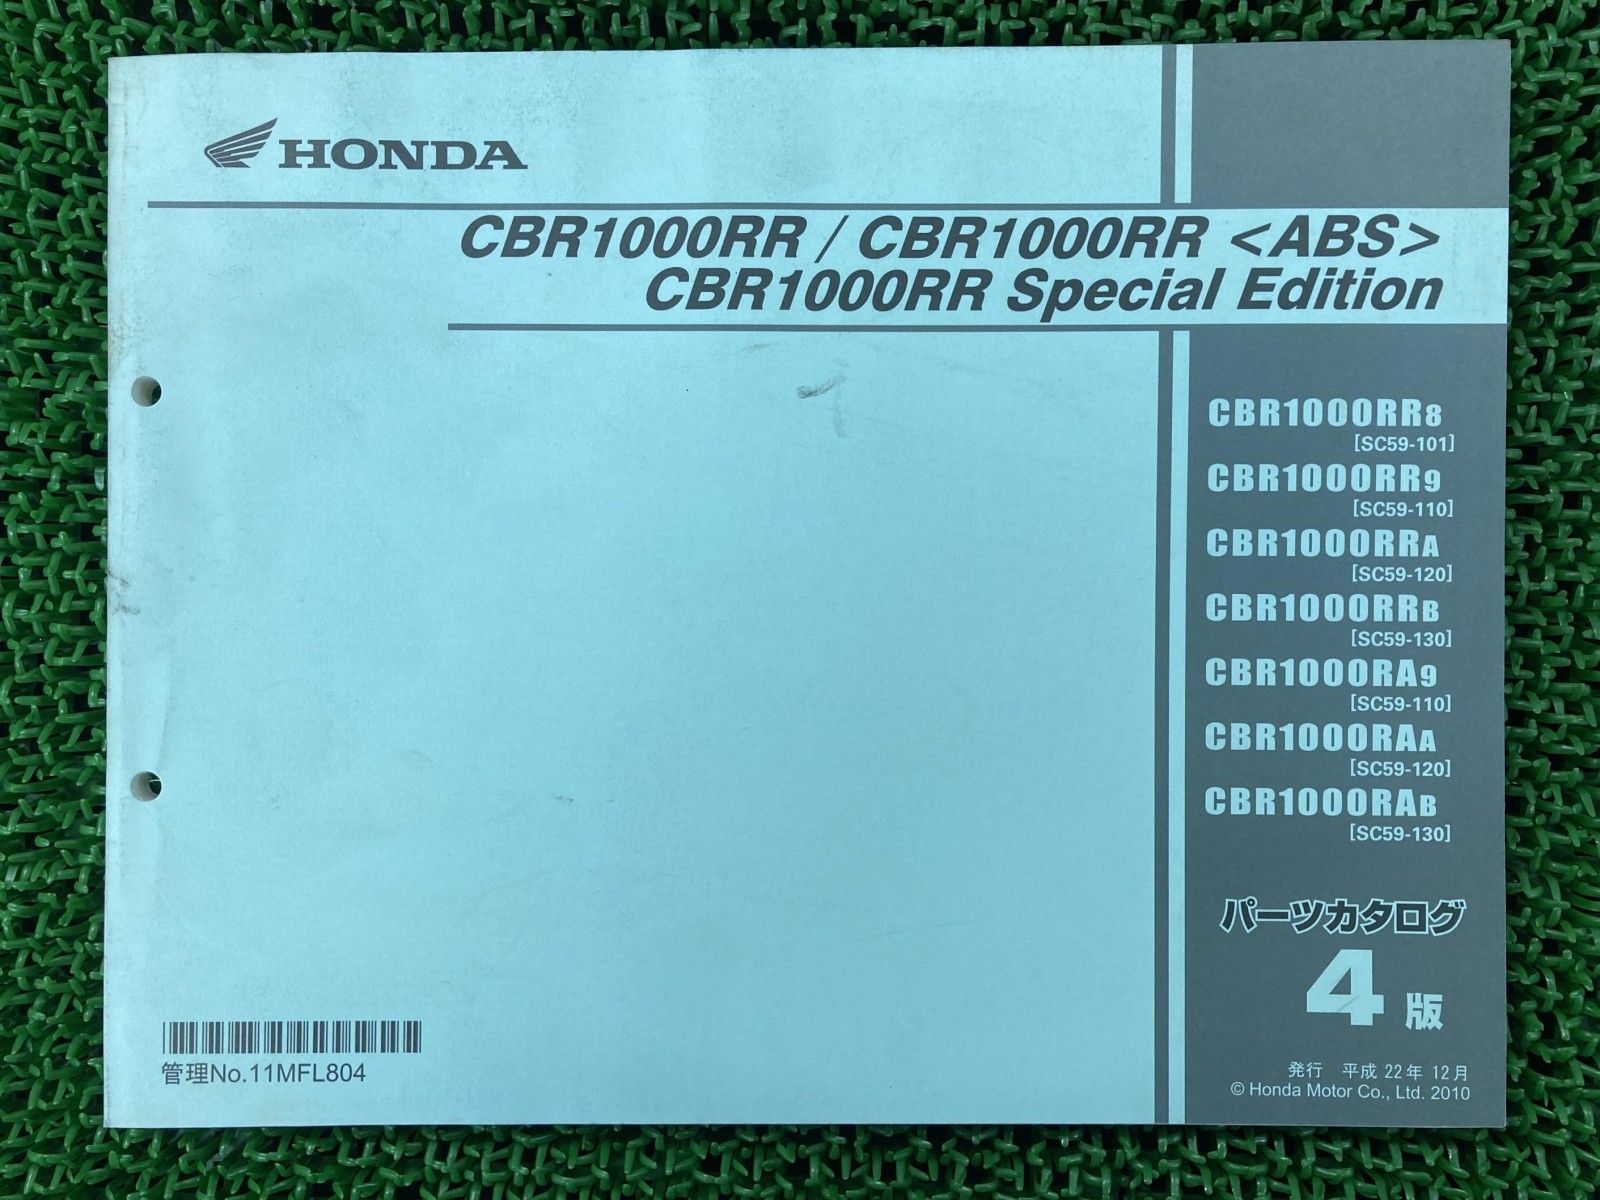 HONDA
CBR1000RR / CBR1000RR <ABS>
CBR1000RR Special Edition
CBR1000RR8
[SC59-101]
CBR1000RR9
[SC59-110]
CBR1000RRA
[SC59-120]
CBR1000RRB
[SC59-130]
CBR1000RA9
[SC59-110]
CBR1000RAA
[SC59-120]
CBR1000RAB
[SC59-130]
パーツカタログ
4版
発行 平成22年12月
© Honda Motor Co., Ltd. 2010
管理No.11MFL804